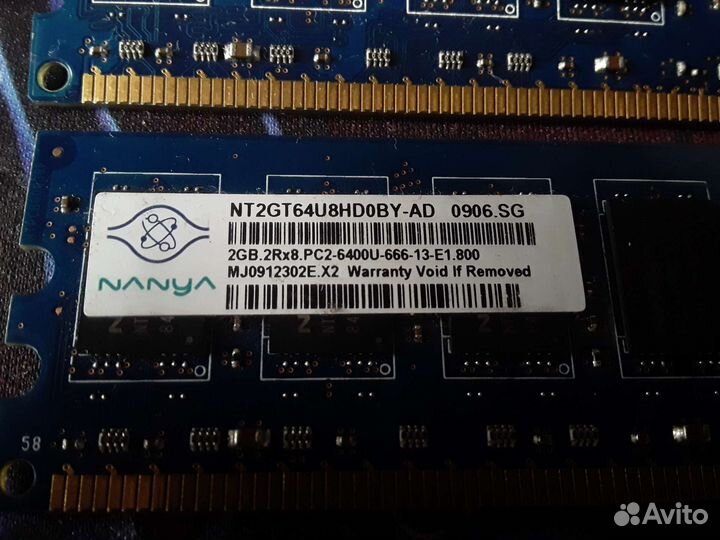 NT2GT64U8HD0BY-AD 0906.SG
2GB.2Rx8.PC2-6400U-666-13-E1.800
MJ0912302E.X2 Warranty Void If Removed
NANYA
58
Avito